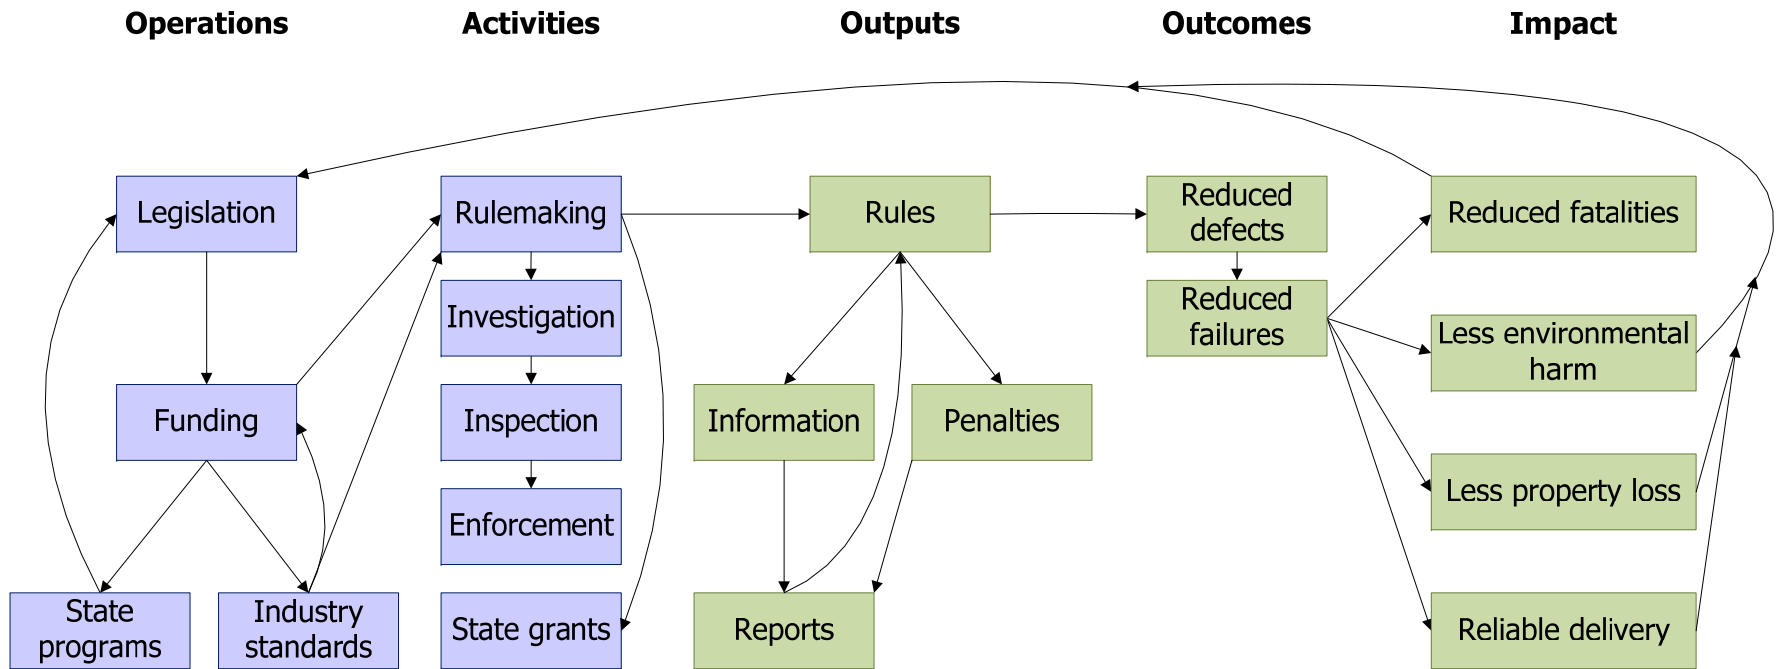 Operations
Activities
Outputs
Outcomes
Impact
Legislation
Funding
State
programs
Industry
standards
Rulemaking
Investigation
Inspection
Enforcement
State grants
Rules
Information
Penalties
Reports
Reduced
defects
Reduced
failures
Reduced fatalities
Less environmental
harm
Less property loss
Reliable delivery